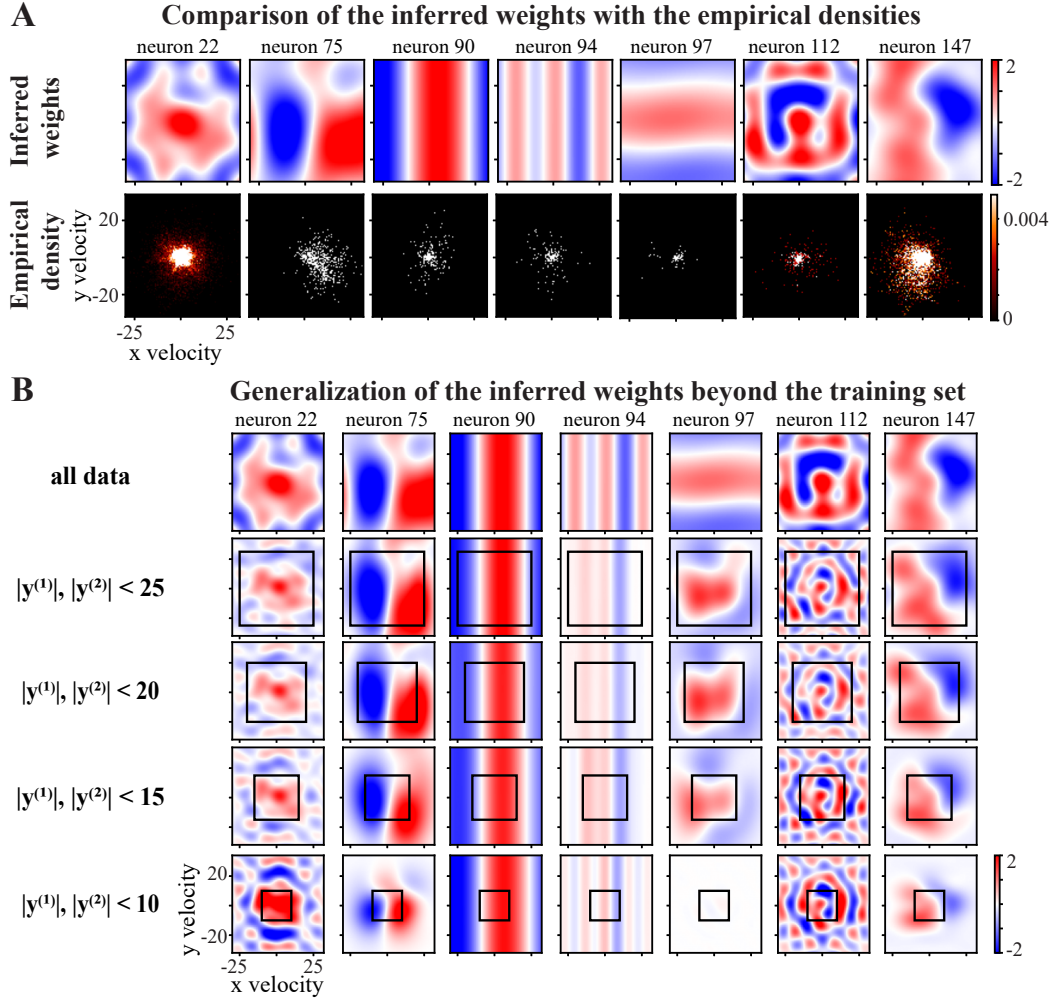 A Comparison of the inferred weights with the empirical densities
neuron 22 neuron 75 neuron 90 neuron 94 neuron 97 neuron 112 neuron 147
Inferred
weights
2
-2
Empirical
density
y velocity
20
-20
0.004
0
-25 25
x velocity
B Generalization of the inferred weights beyond the training set
neuron 22 neuron 75 neuron 90 neuron 94 neuron 97 neuron 112 neuron 147
all data
|y⁽¹⁾|, |y⁽²⁾| < 25
|y⁽¹⁾|, |y⁽²⁾| < 20
|y⁽¹⁾|, |y⁽²⁾| < 15
|y⁽¹⁾|, |y⁽²⁾| < 10
y velocity
20
-20
2
-2
-25 25
x velocity